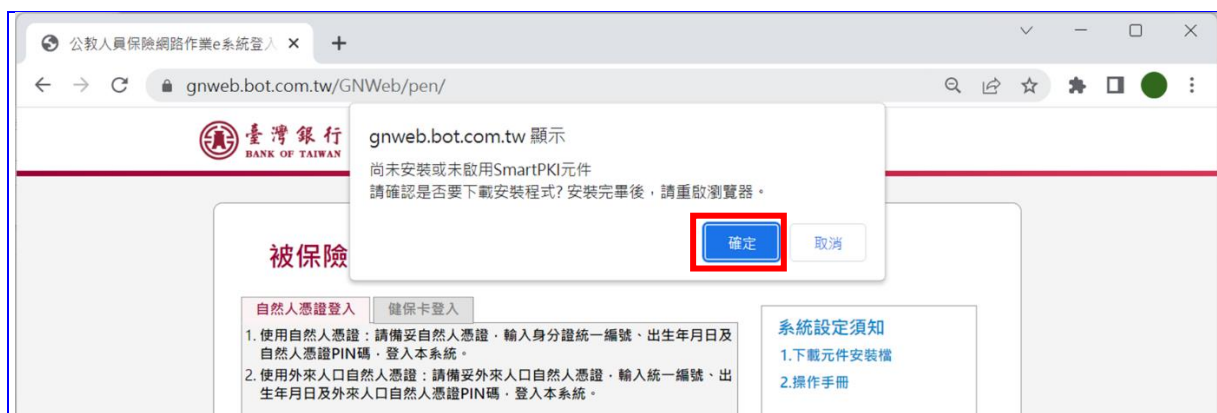 公教人員保險網路作業e系統登入
gnweb.bot.com.tw/GNWeb/pen/
臺灣銀行
BANK OF TAIWAN
gnweb.bot.com.tw 顯示
尚未安裝或未啟用SmartPKI元件
請確認是否要下載安裝程式? 安裝完畢後，請重啟瀏覽器。
確定 取消
被保險
自然人憑證登入 健保卡登入
1. 使用自然人憑證：請備妥自然人憑證，輸入身分證統一編號、出生年月日及
自然人憑證PIN碼，登入本系統。
2. 使用外來人口自然人憑證：請備妥外來人口自然人憑證，輸入統一編號、出
生年月日及外來人口自然人憑證PIN碼，登入本系統。
系統設定須知
1.下載元件安裝檔
2.操作手冊